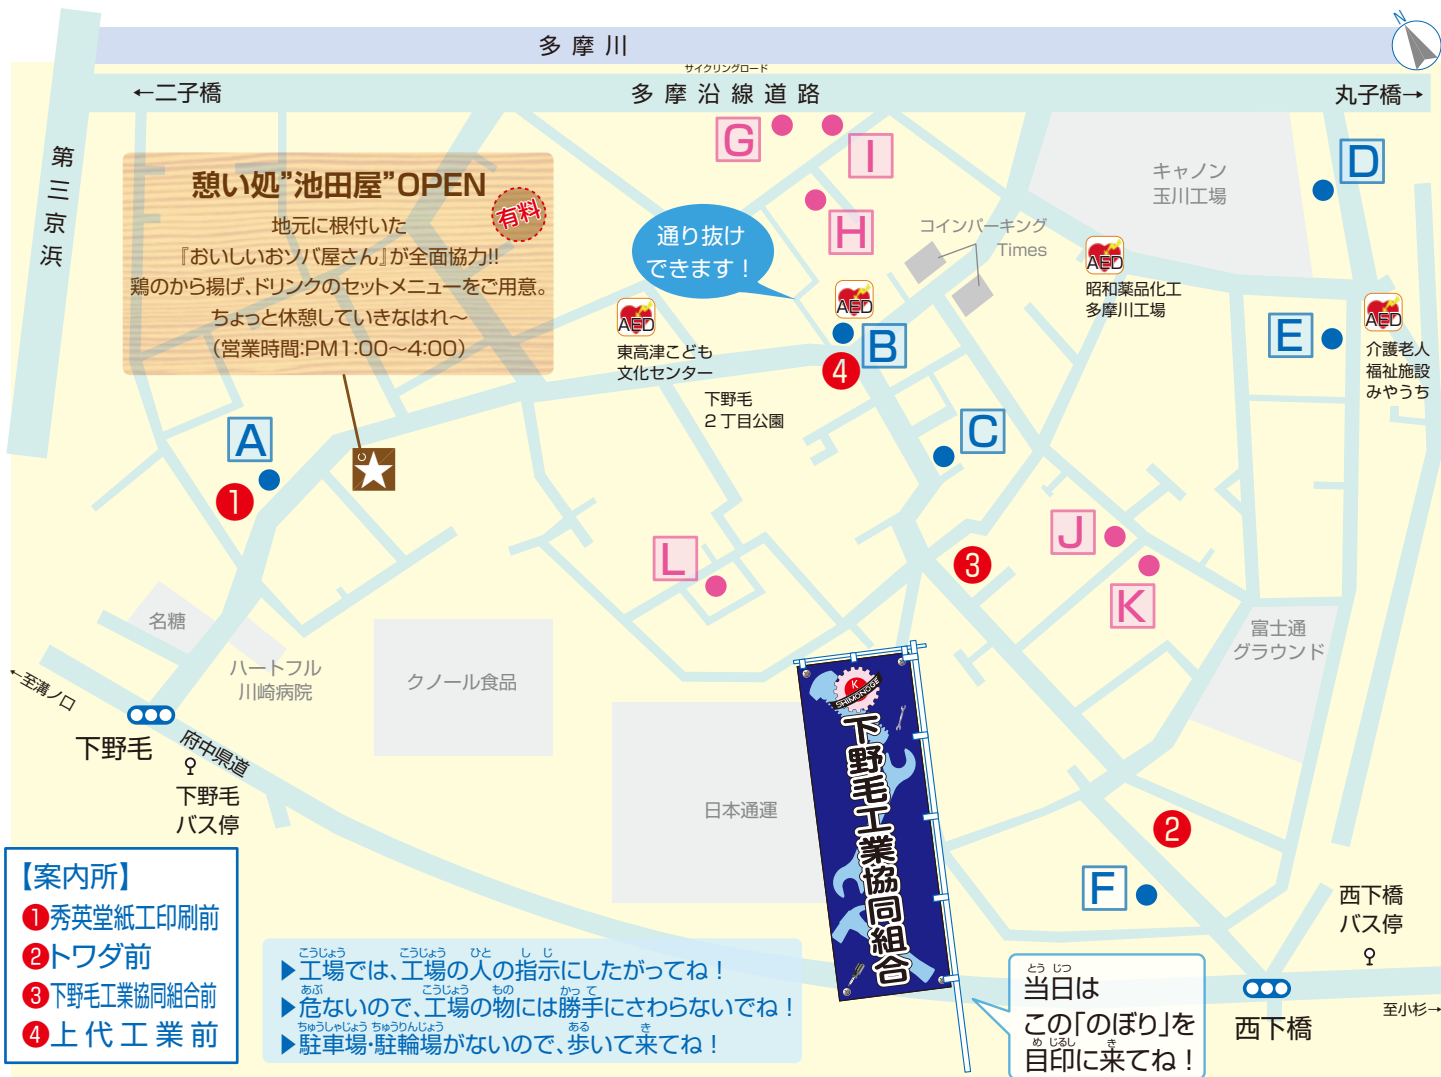 多摩川
N
サイクリングロード
←二子橋
多摩沿線道路
丸子橋→
第三京浜
憩い処”池田屋”OPEN
有料
地元に根付いた
『おいしいおソバ屋さん』が全面協力!!
鶏のから揚げ、ドリンクのセットメニューをご用意。
ちょっと休憩していきなはれ〜
(営業時間:PM1:00〜4:00)
G
I
H
D
キャノン
玉川工場
通り抜け
できます!
コインパーキング
Times
AED
昭和薬品化工
多摩川工場
AED
東高津こども
文化センター
AED
B
4
下野毛
2丁目公園
E
AED
介護老人
福祉施設
みやうち
A
1
C
L
3
J
K
名糖
ハートフル
川崎病院
クノール食品
富士通
グラウンド
←至溝ノ口
下野毛
府中県道
下野毛
バス停
日本通運
K
SHIMONOGE
下野毛工業協同組合
2
F
西下橋
バス停
西下橋
至小杉→
【案内所】
1秀英堂紙工印刷前
2トワダ前
3下野毛工業協同組合前
4上代工業前
こうじょう こうじょう ひと しじ
▶工場では、工場の人の指示にしたがってね!
あぶ こうじょう もの かって
▶危ないので、工場の物には勝手にさわらないでね!
ちゅうしゃじょう ちゅうりんじょう ある き
▶駐車場・駐輪場がないので、歩いて来てね!
とうじつ
当日は
この「のぼり」を
めじるし き
目印に来てね!